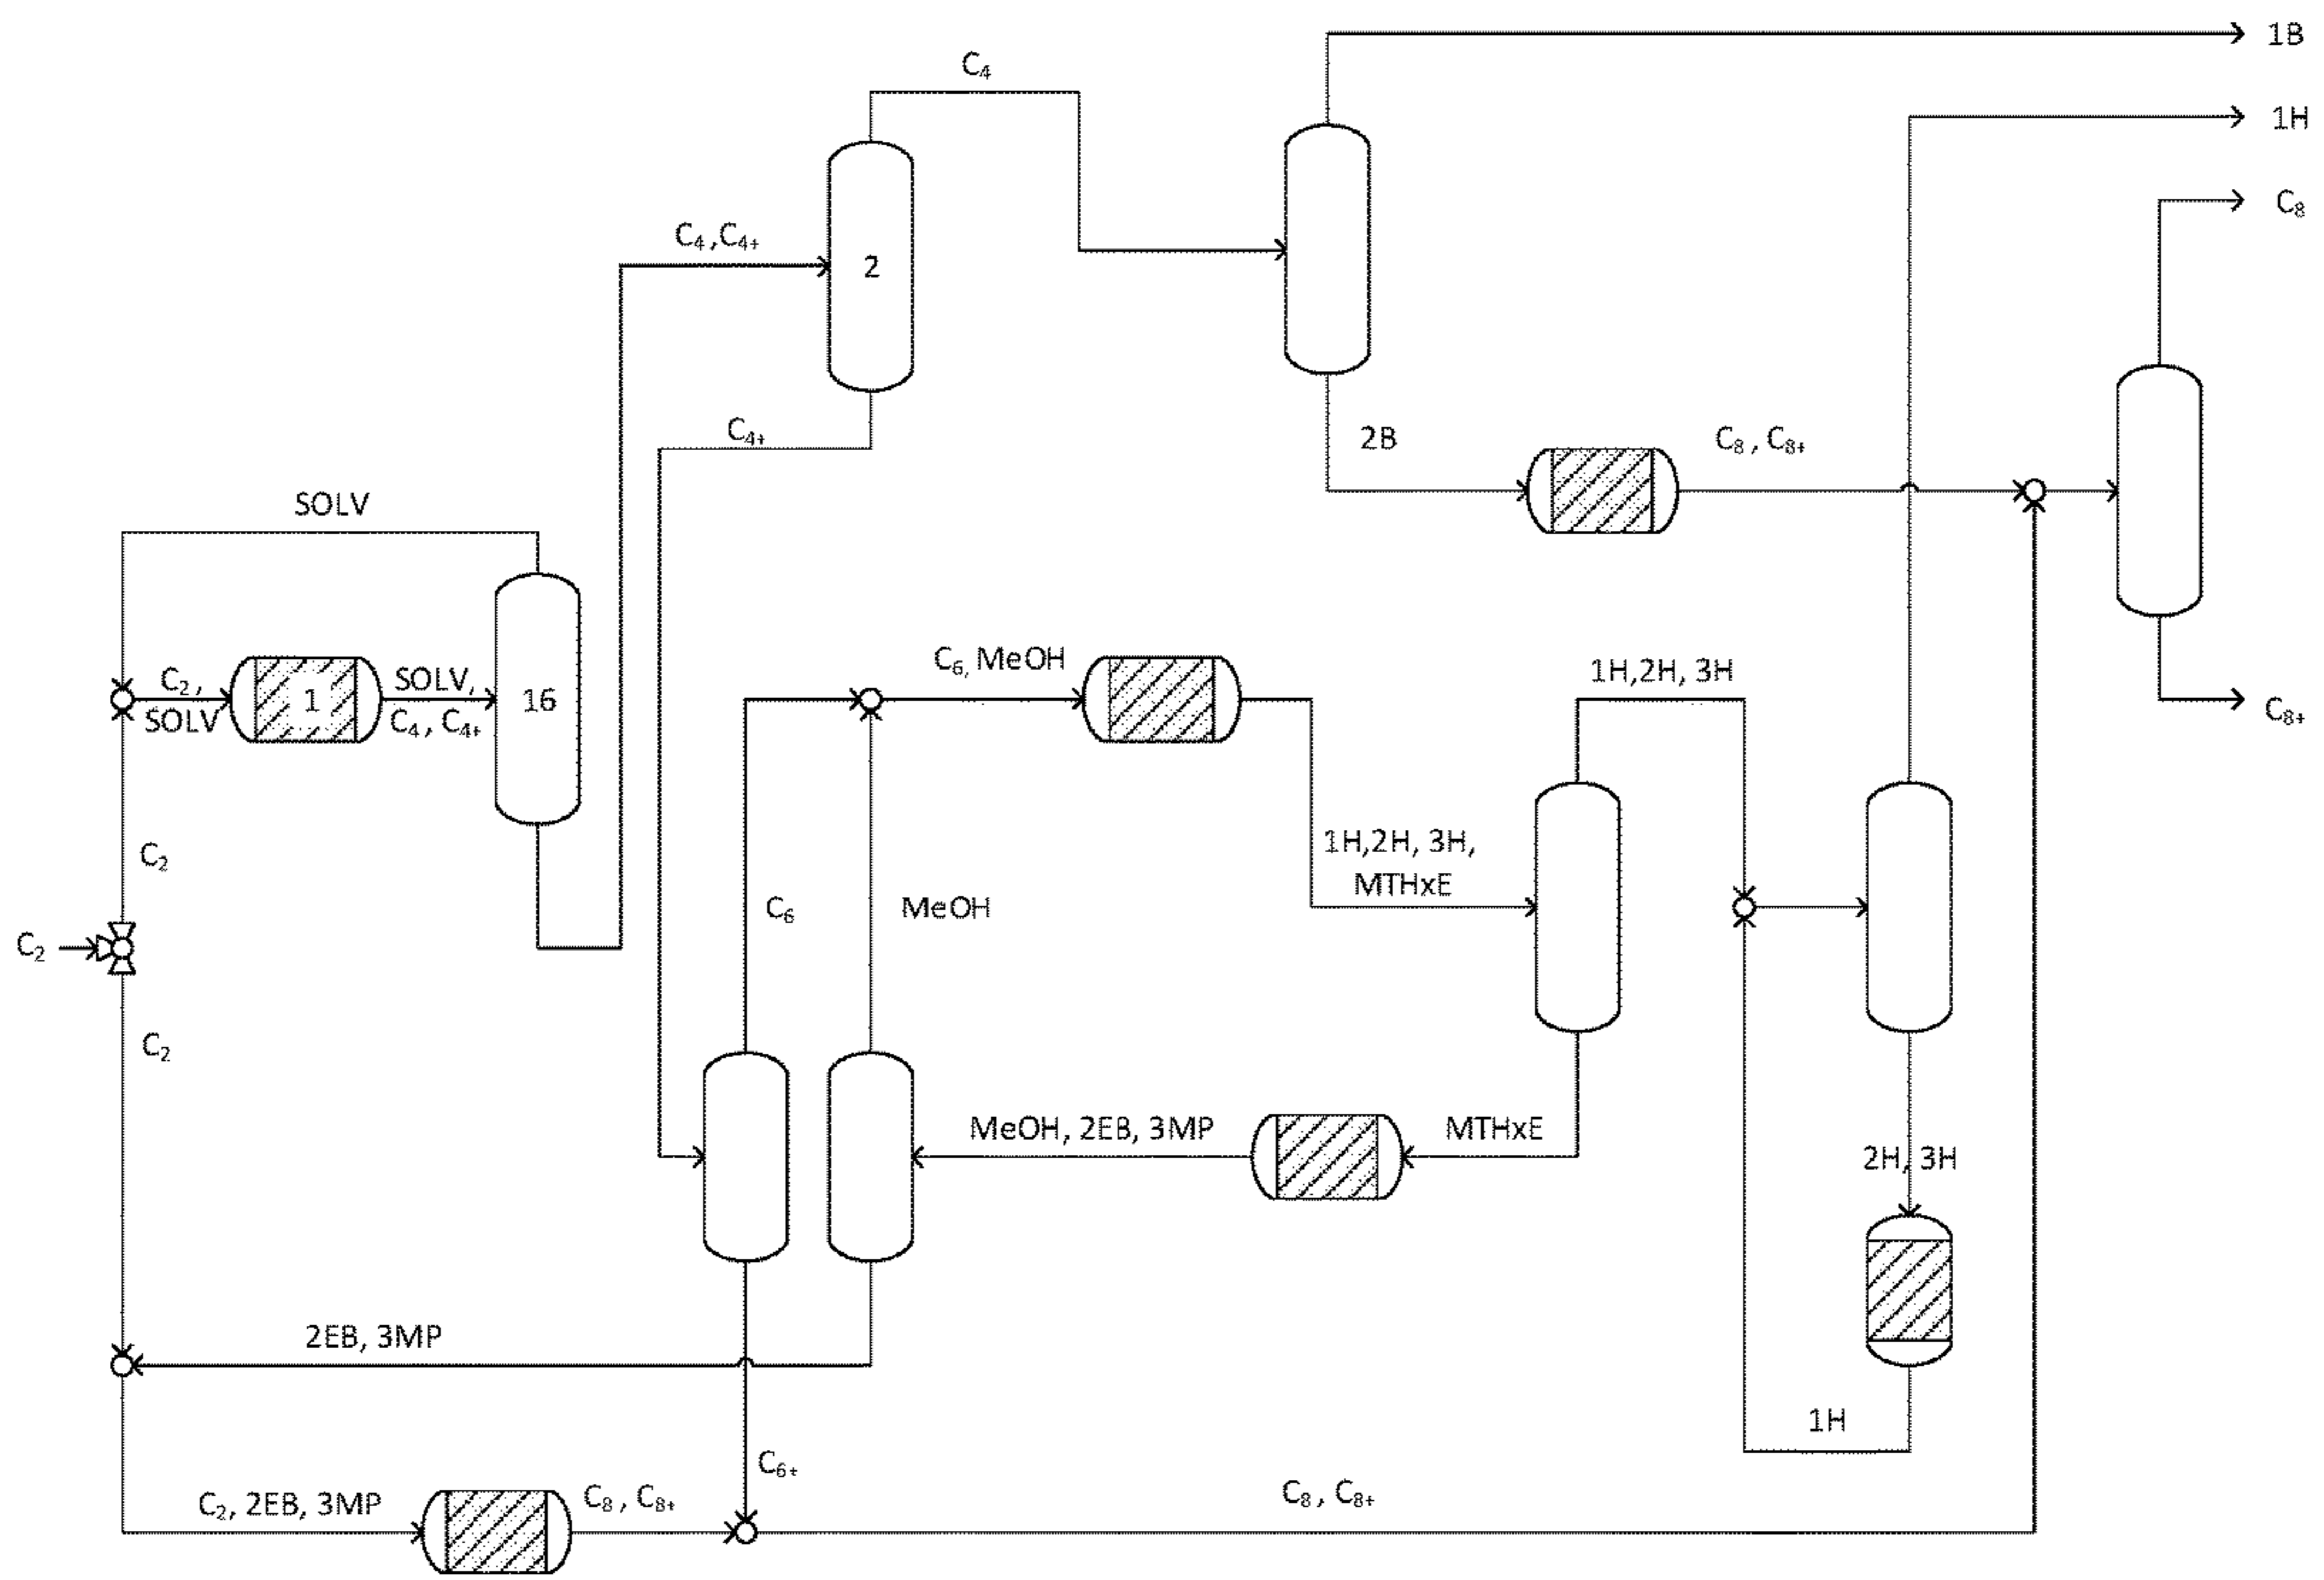 1B
C₄
1H
C₈
C₄ ,C₄₊
2
C₄₊
2B
C₈ , C₈₊
SOLV
C₂ ,
SOLV
1
SOLV,
C₄ , C₄₊
16
C₆, MeOH
1H,2H, 3H
C₈₊
C₂
1H,2H, 3H,
MTHxE
C₆
MeOH
C₂
C₂
MeOH, 2EB, 3MP
MTHxE
2H, 3H
2EB, 3MP
1H
C₆₊
C₂, 2EB, 3MP
C₈ , C₈₊
C₈ , C₈₊